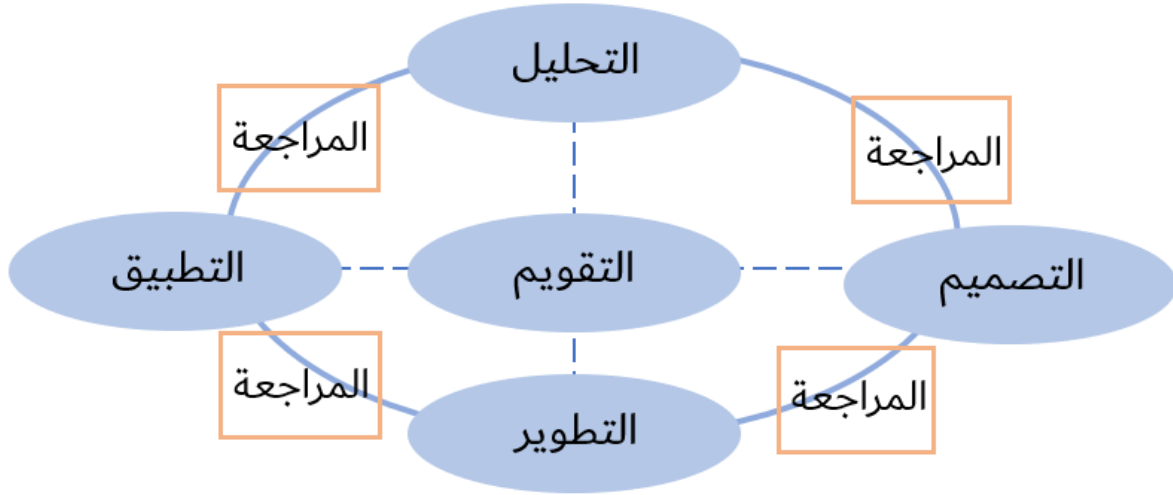 التحليل
المراجعة
المراجعة
التصميم
التقويم
التطبيق
المراجعة
المراجعة
التطوير